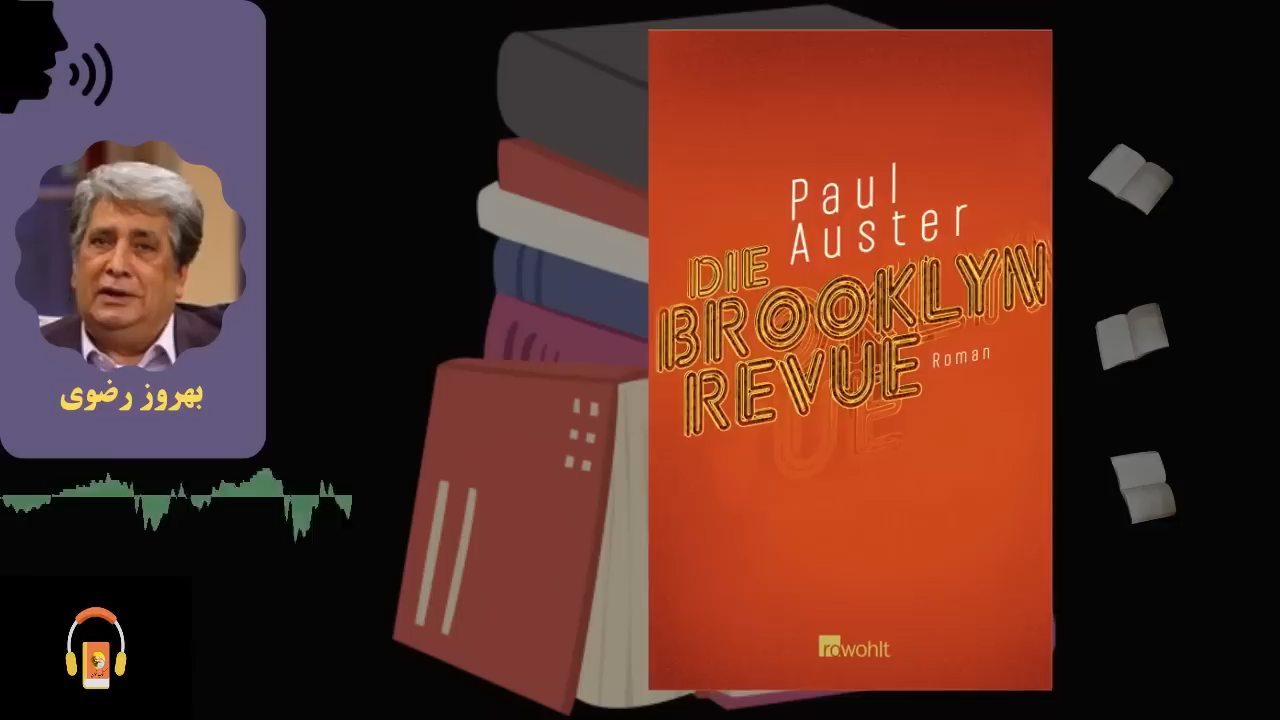 بهروز رضوی
Paul
Auster
DIE
BROOKLYN
REVUE
Roman
rowohlt